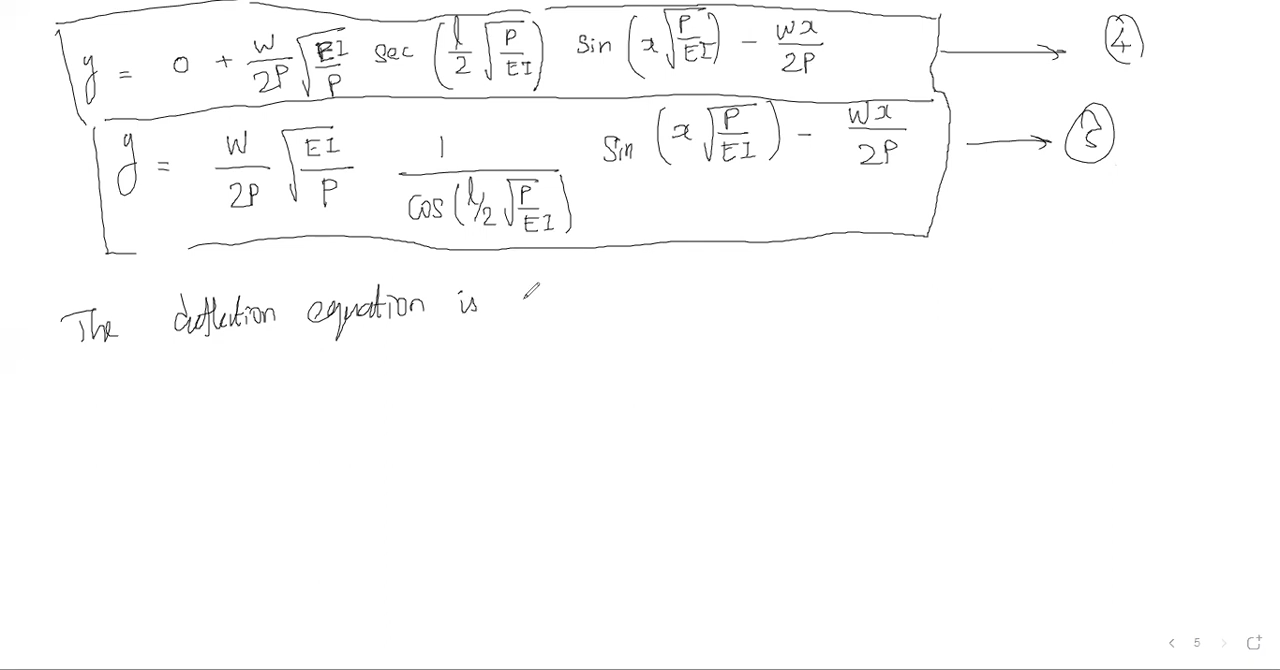 y = 0 + W/2P √(EI/P) sec (l/2 √(P/EI)) sin (x √(P/EI)) - Wx/2P → ④
y = W/2P √(EI/P) 1/cos(l/2 √(P/EI)) sin (x √(P/EI)) - Wx/2P → ⑤
The deflection equation is
< 5 >